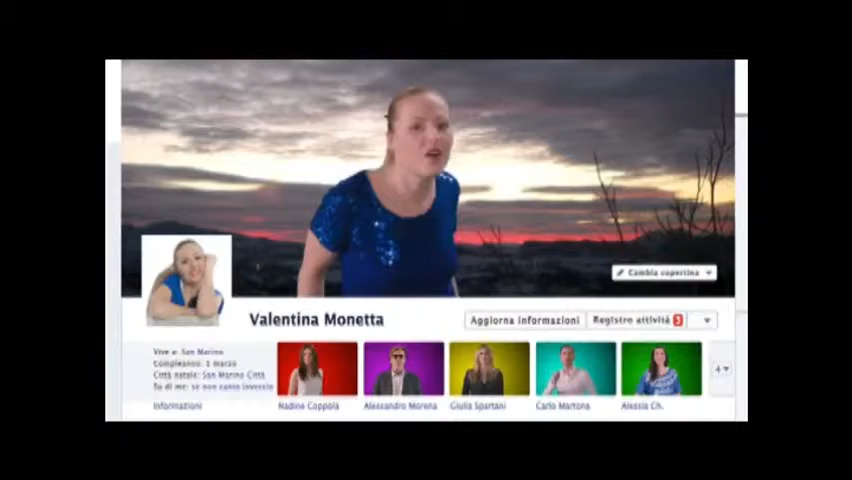 Cambia copertina
Valentina Monetta
Aggiorna informazioni
Registro attività 3
Vive a: San Marino
Compleanno: 1 marzo
Città natale: San Marino Città
Su di me: se non canto invecchio
Informazioni
Nadine Coppola
Alessandro Morena
Giulia Spartani
Carlo Martona
Alessia Ch.
4